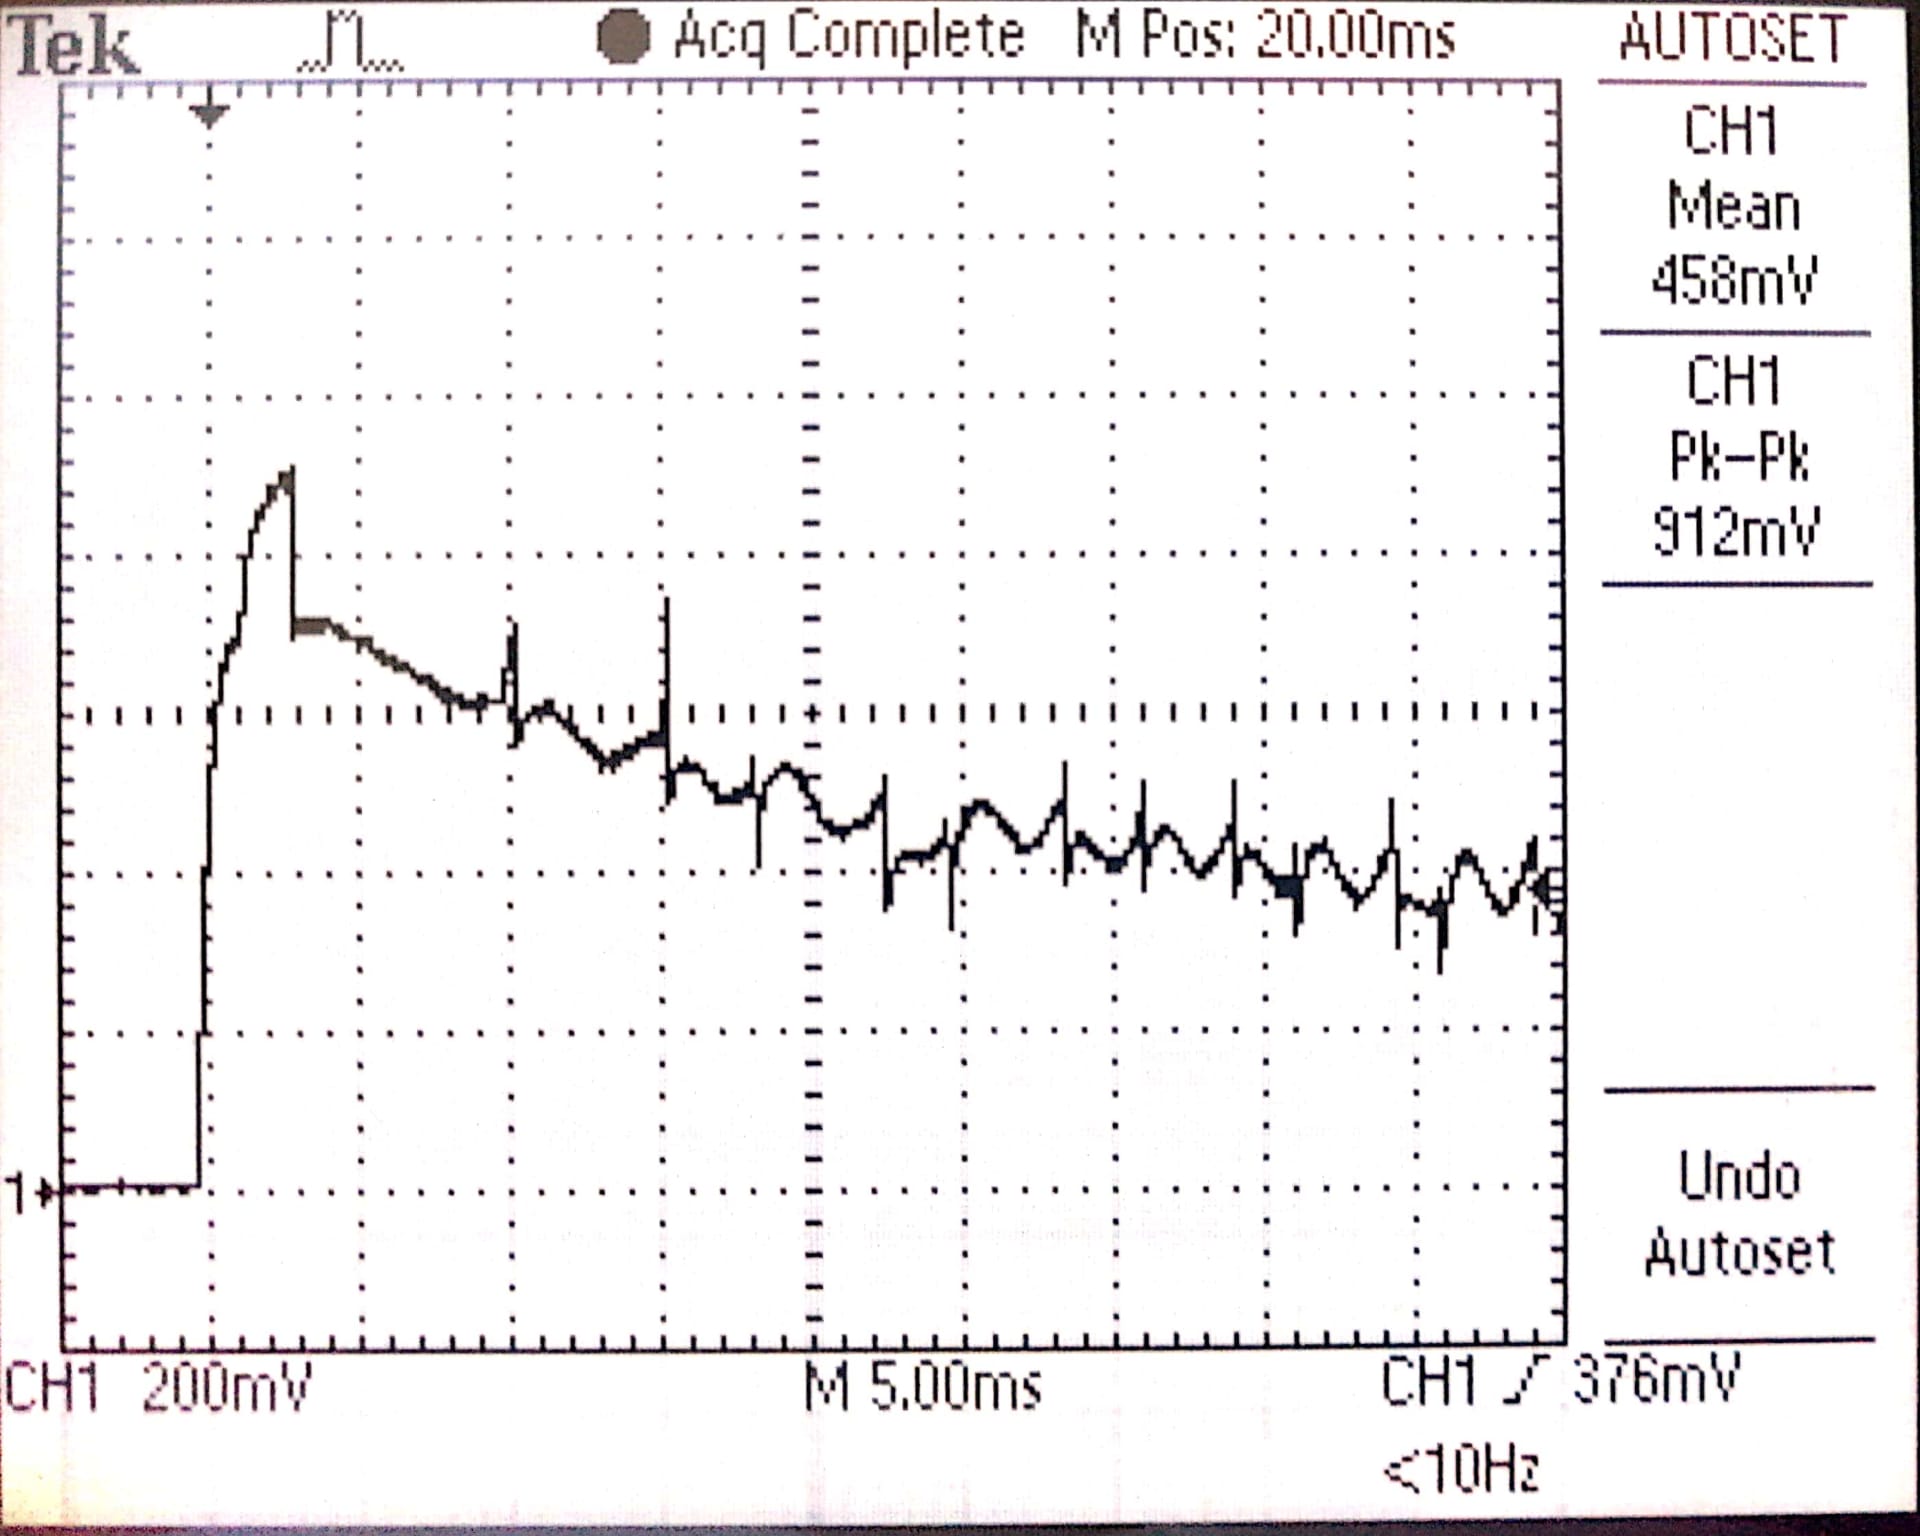 Tek Acq Complete M Pos: 20.00ms AUTOSET
CH1
Mean
458mV
CH1
Pk-Pk
912mV
1
Undo
Autoset
CH1 200mV M 5.00ms CH1 376mV
<10Hz